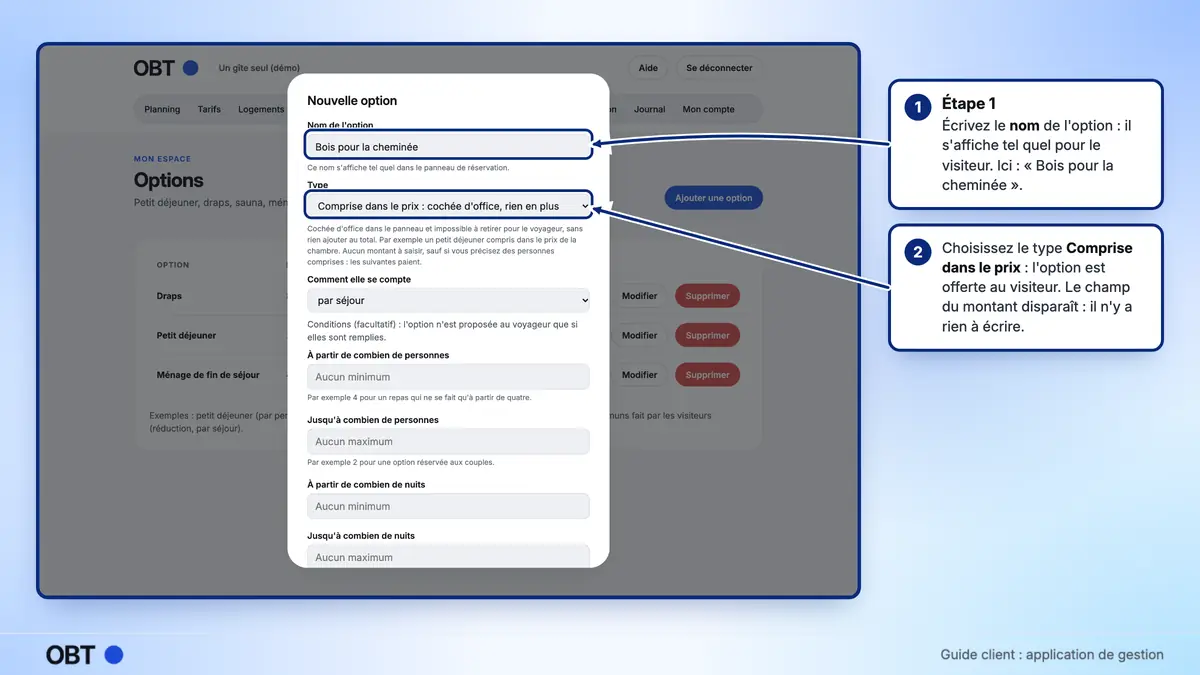 OBT
Un gîte seul (démo)
Aide
Se déconnecter
Planning
Tarifs
Logements
Journal
Mon compte
MON ESPACE
Options
Petit déjeuner, draps, sauna,
Ajouter une option
OPTION
Draps
Modifier
Supprimer
Petit déjeuner
Modifier
Supprimer
Ménage de fin de séjour
Modifier
Supprimer
Exemples : petit déjeuner (par
fait par les visiteurs
(réduction, par séjour).
Nouvelle option
Nom de l'option
Bois pour la cheminée
Ce nom s'affiche tel quel dans le panneau de réservation.
Type
Comprise dans le prix : cochée d'office, rien en plus
Cochée d'office dans le panneau et impossible à retirer pour le voyageur, sans
rien ajouter au total. Par exemple un petit déjeuner compris dans le prix de la
chambre. Aucun montant à saisir, sauf si vous précisez des personnes
comprises : les suivantes paient.
Comment elle se compte
par séjour
Conditions (facultatif) : l'option n'est proposée au voyageur que si
elles sont remplies.
À partir de combien de personnes
Aucun minimum
Par exemple 4 pour un repas qui ne se fait qu'à partir de quatre.
Jusqu'à combien de personnes
Aucun maximum
Par exemple 2 pour une option réservée aux couples.
À partir de combien de nuits
Aucun minimum
Jusqu'à combien de nuits
Aucun maximum
1
Étape 1
Écrivez le nom de l'option : il
s'affiche tel quel pour le
visiteur. Ici : « Bois pour la
cheminée ».
2
Choisissez le type Comprise
dans le prix : l'option est
offerte au visiteur. Le champ
du montant disparaît : il n'y a
rien à écrire.
OBT
Guide client : application de gestion